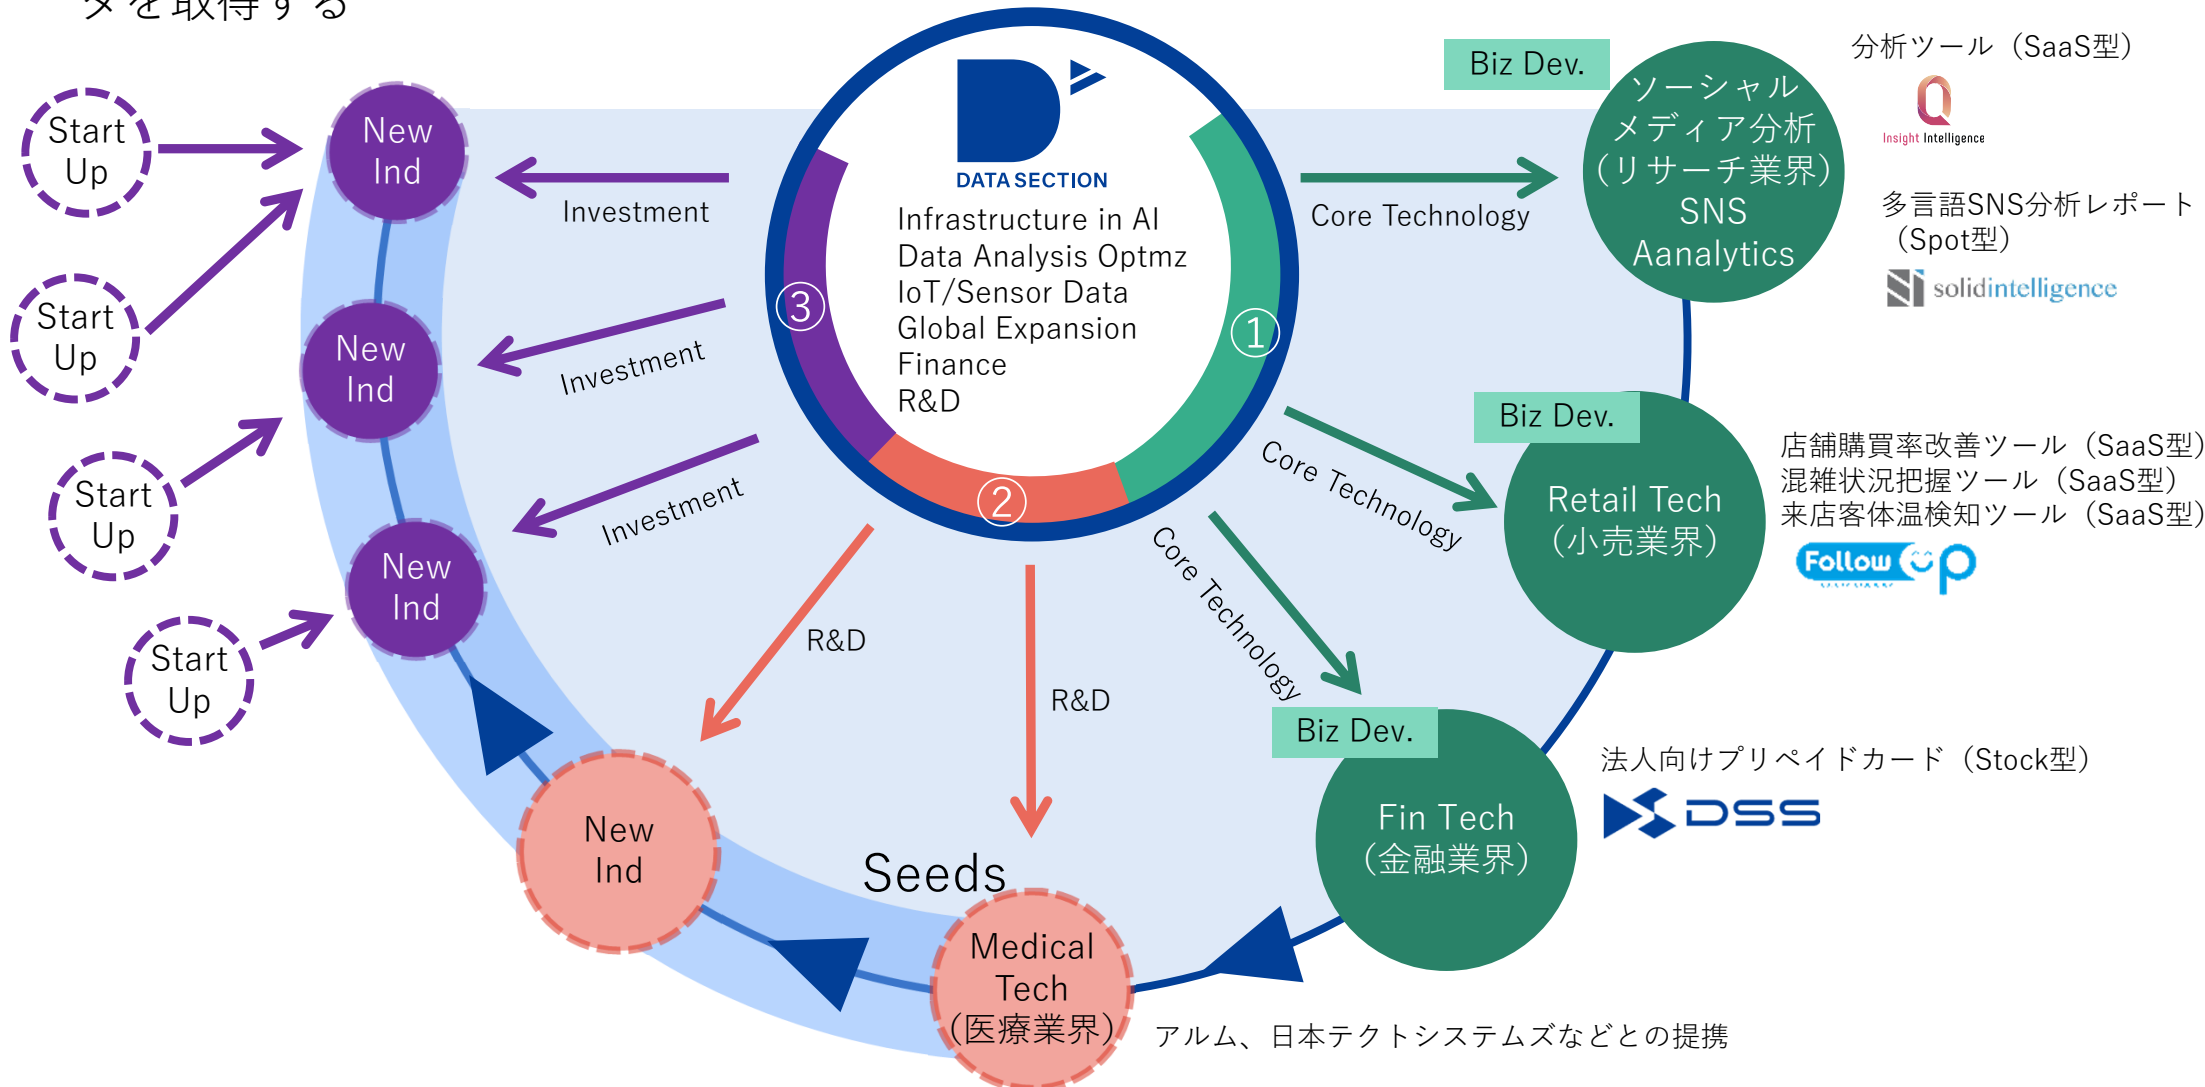 タを取得する
Start
Up
New
Ind
Investment
Start
Up
New
Ind
Investment
Start
Up
New
Ind
Investment
Start
Up
DATA SECTION
Infrastructure in AI
Data Analysis Optmz
IoT/Sensor Data
Global Expansion
Finance
R&D
①
②
③
Core Technology
Biz Dev.
ソーシャル
メディア分析
(リサーチ業界)
SNS
Aanalytics
分析ツール（SaaS型）
Insight Intelligence
多言語SNS分析レポート
（Spot型）
solidintelligence
Core Technology
Biz Dev.
Retail Tech
(小売業界)
店舗購買率改善ツール（SaaS型）
混雑状況把握ツール（SaaS型）
来店客体温検知ツール（SaaS型）
Follow UP
Core Technology
Biz Dev.
Fin Tech
(金融業界)
法人向けプリペイドカード（Stock型）
DSS
R&D
R&D
New
Ind
Seeds
Medical
Tech
(医療業界)
アルム、日本テクトシステムズなどとの提携